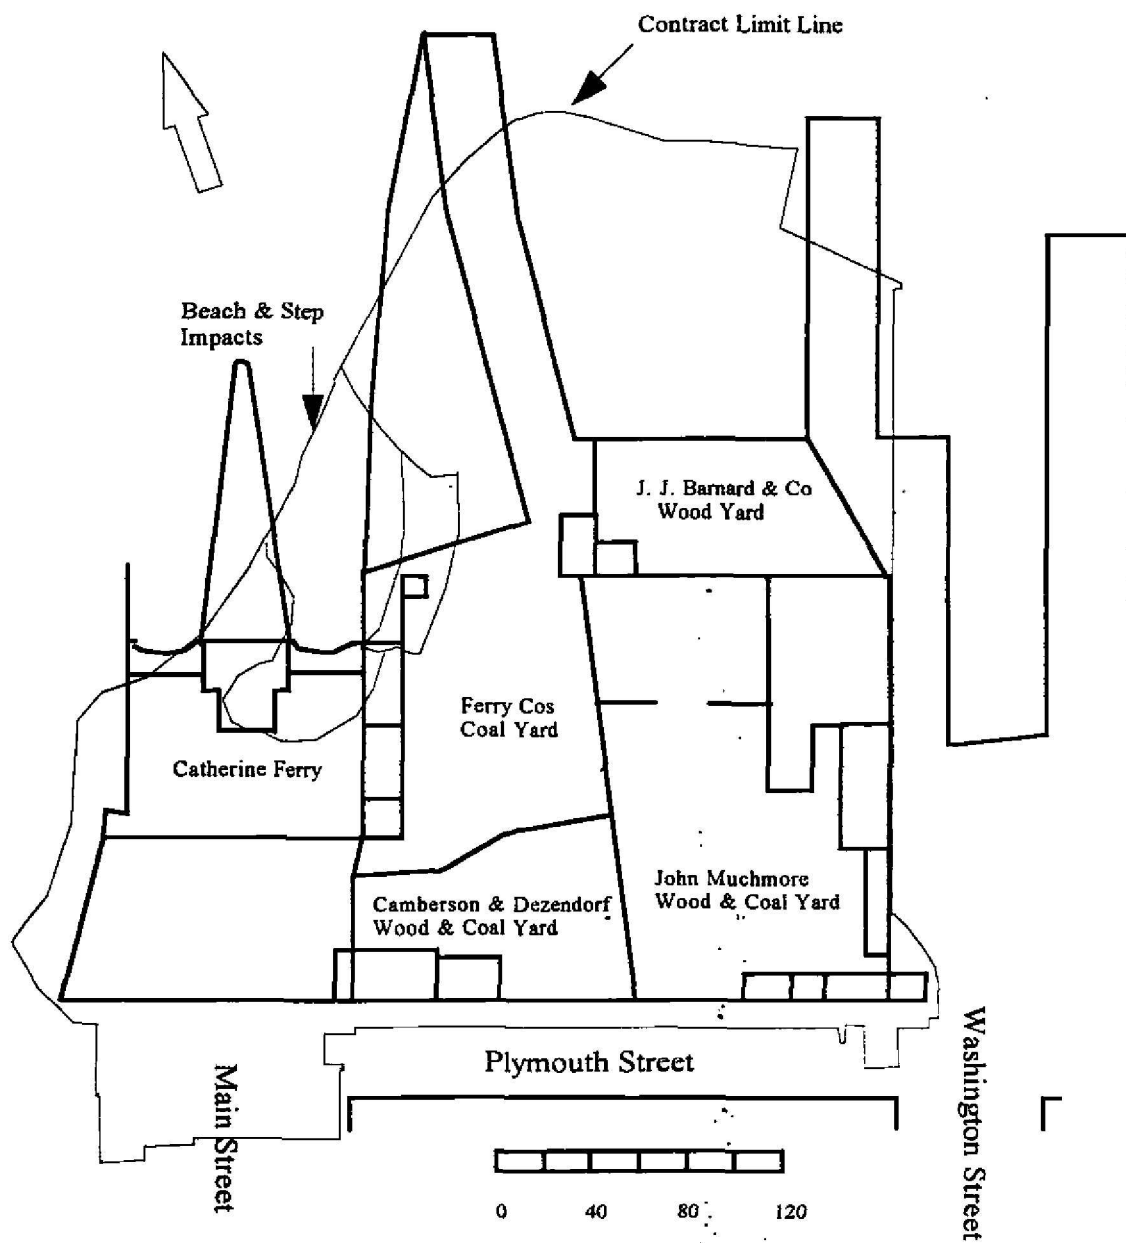 Contract Limit Line
Beach & Step
Impacts
J. J. Barnard & Co
Wood Yard
Ferry Cos
Coal Yard
Catherine Ferry
Camberson & Dezendorf
Wood & Coal Yard
John Muchmore
Wood & Coal Yard
Plymouth Street
Main Street
Washington Street
0 40 80 120